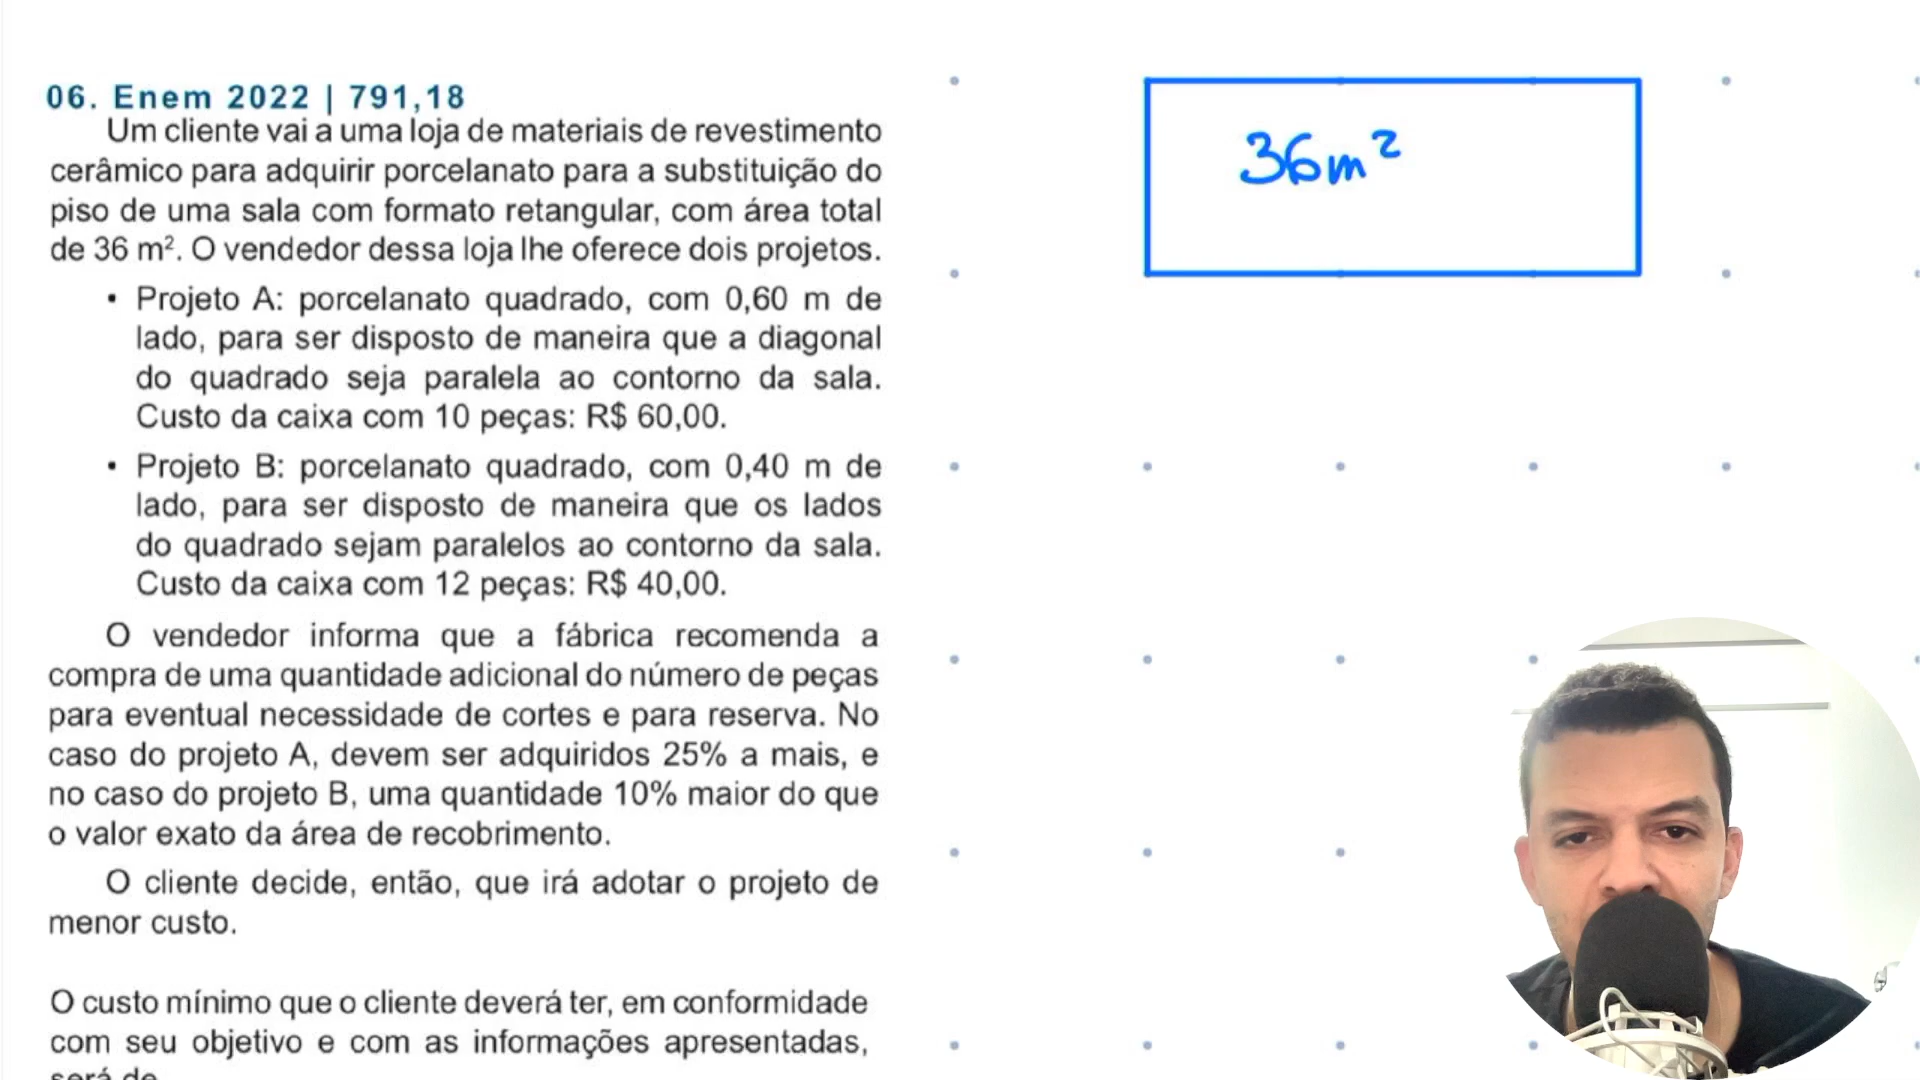 06. Enem 2022 | 791,18
Um cliente vai a uma loja de materiais de revestimento
cerâmico para adquirir porcelanato para a substituição do
piso de uma sala com formato retangular, com área total
de 36 m². O vendedor dessa loja lhe oferece dois projetos.
• Projeto A: porcelanato quadrado, com 0,60 m de
lado, para ser disposto de maneira que a diagonal
do quadrado seja paralela ao contorno da sala.
Custo da caixa com 10 peças: R$ 60,00.
• Projeto B: porcelanato quadrado, com 0,40 m de
lado, para ser disposto de maneira que os lados
do quadrado sejam paralelos ao contorno da sala.
Custo da caixa com 12 peças: R$ 40,00.
O vendedor informa que a fábrica recomenda a
compra de uma quantidade adicional do número de peças
para eventual necessidade de cortes e para reserva. No
caso do projeto A, devem ser adquiridos 25% a mais, e
no caso do projeto B, uma quantidade 10% maior do que
o valor exato da área de recobrimento.
O cliente decide, então, que irá adotar o projeto de
menor custo.
O custo mínimo que o cliente deverá ter, em conformidade
com seu objetivo e com as informações apresentadas,
será de
36m²